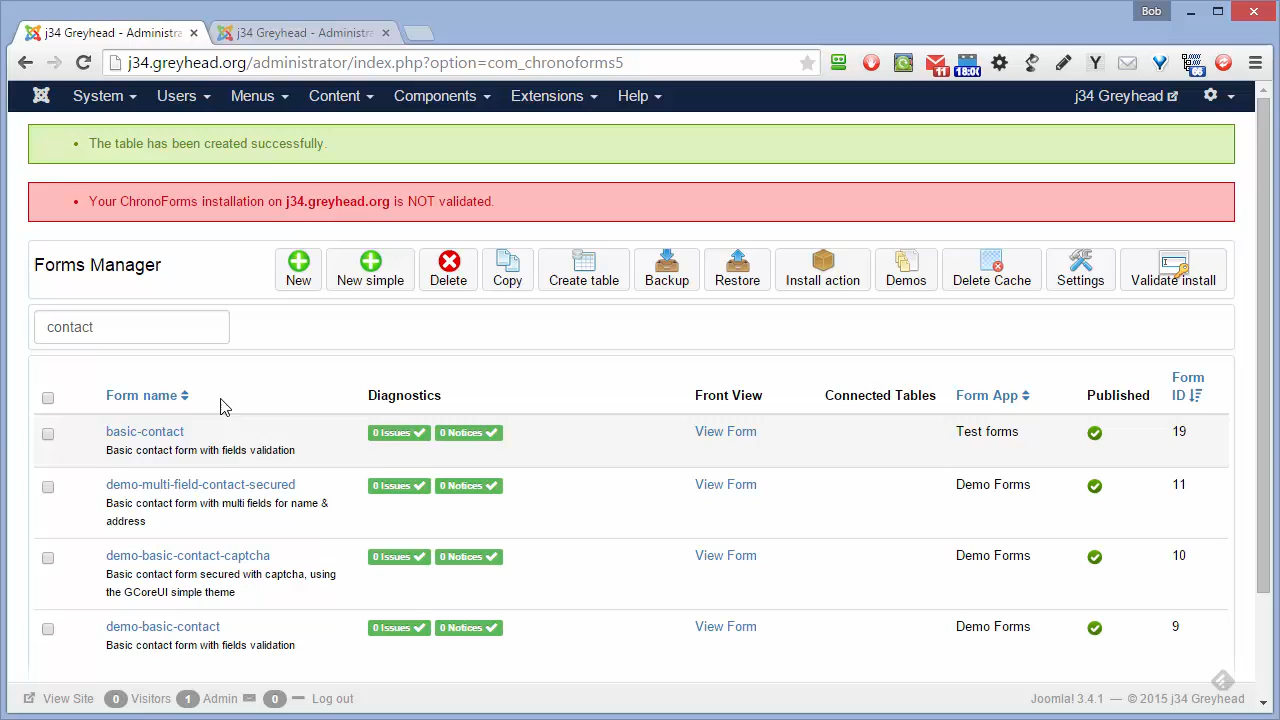 Bob
j34 Greyhead - Administra
j34 Greyhead - Administra
j34.greyhead.org/administrator/index.php?option=com_chronoforms5
11
18:00
Y
66
System Users Menus Content Components Extensions Help j34 Greyhead
The table has been created successfully.
Your ChronoForms installation on j34.greyhead.org is NOT validated.
Forms Manager
New New simple Delete Copy Create table Backup Restore Install action Demos Delete Cache Settings Validate install
contact
Form name Diagnostics Front View Connected Tables Form App Published Form ID
basic-contact 0 Issues 0 Notices View Form Test forms 19
Basic contact form with fields validation
demo-multi-field-contact-secured 0 Issues 0 Notices View Form Demo Forms 11
Basic contact form with multi fields for name &
address
demo-basic-contact-captcha 0 Issues 0 Notices View Form Demo Forms 10
Basic contact form secured with captcha, using
the GCoreUI simple theme
demo-basic-contact 0 Issues 0 Notices View Form Demo Forms 9
Basic contact form with fields validation
View Site 0 Visitors 1 Admin 0 Log out Joomla! 3.4.1 — © 2015 j34 Greyhead